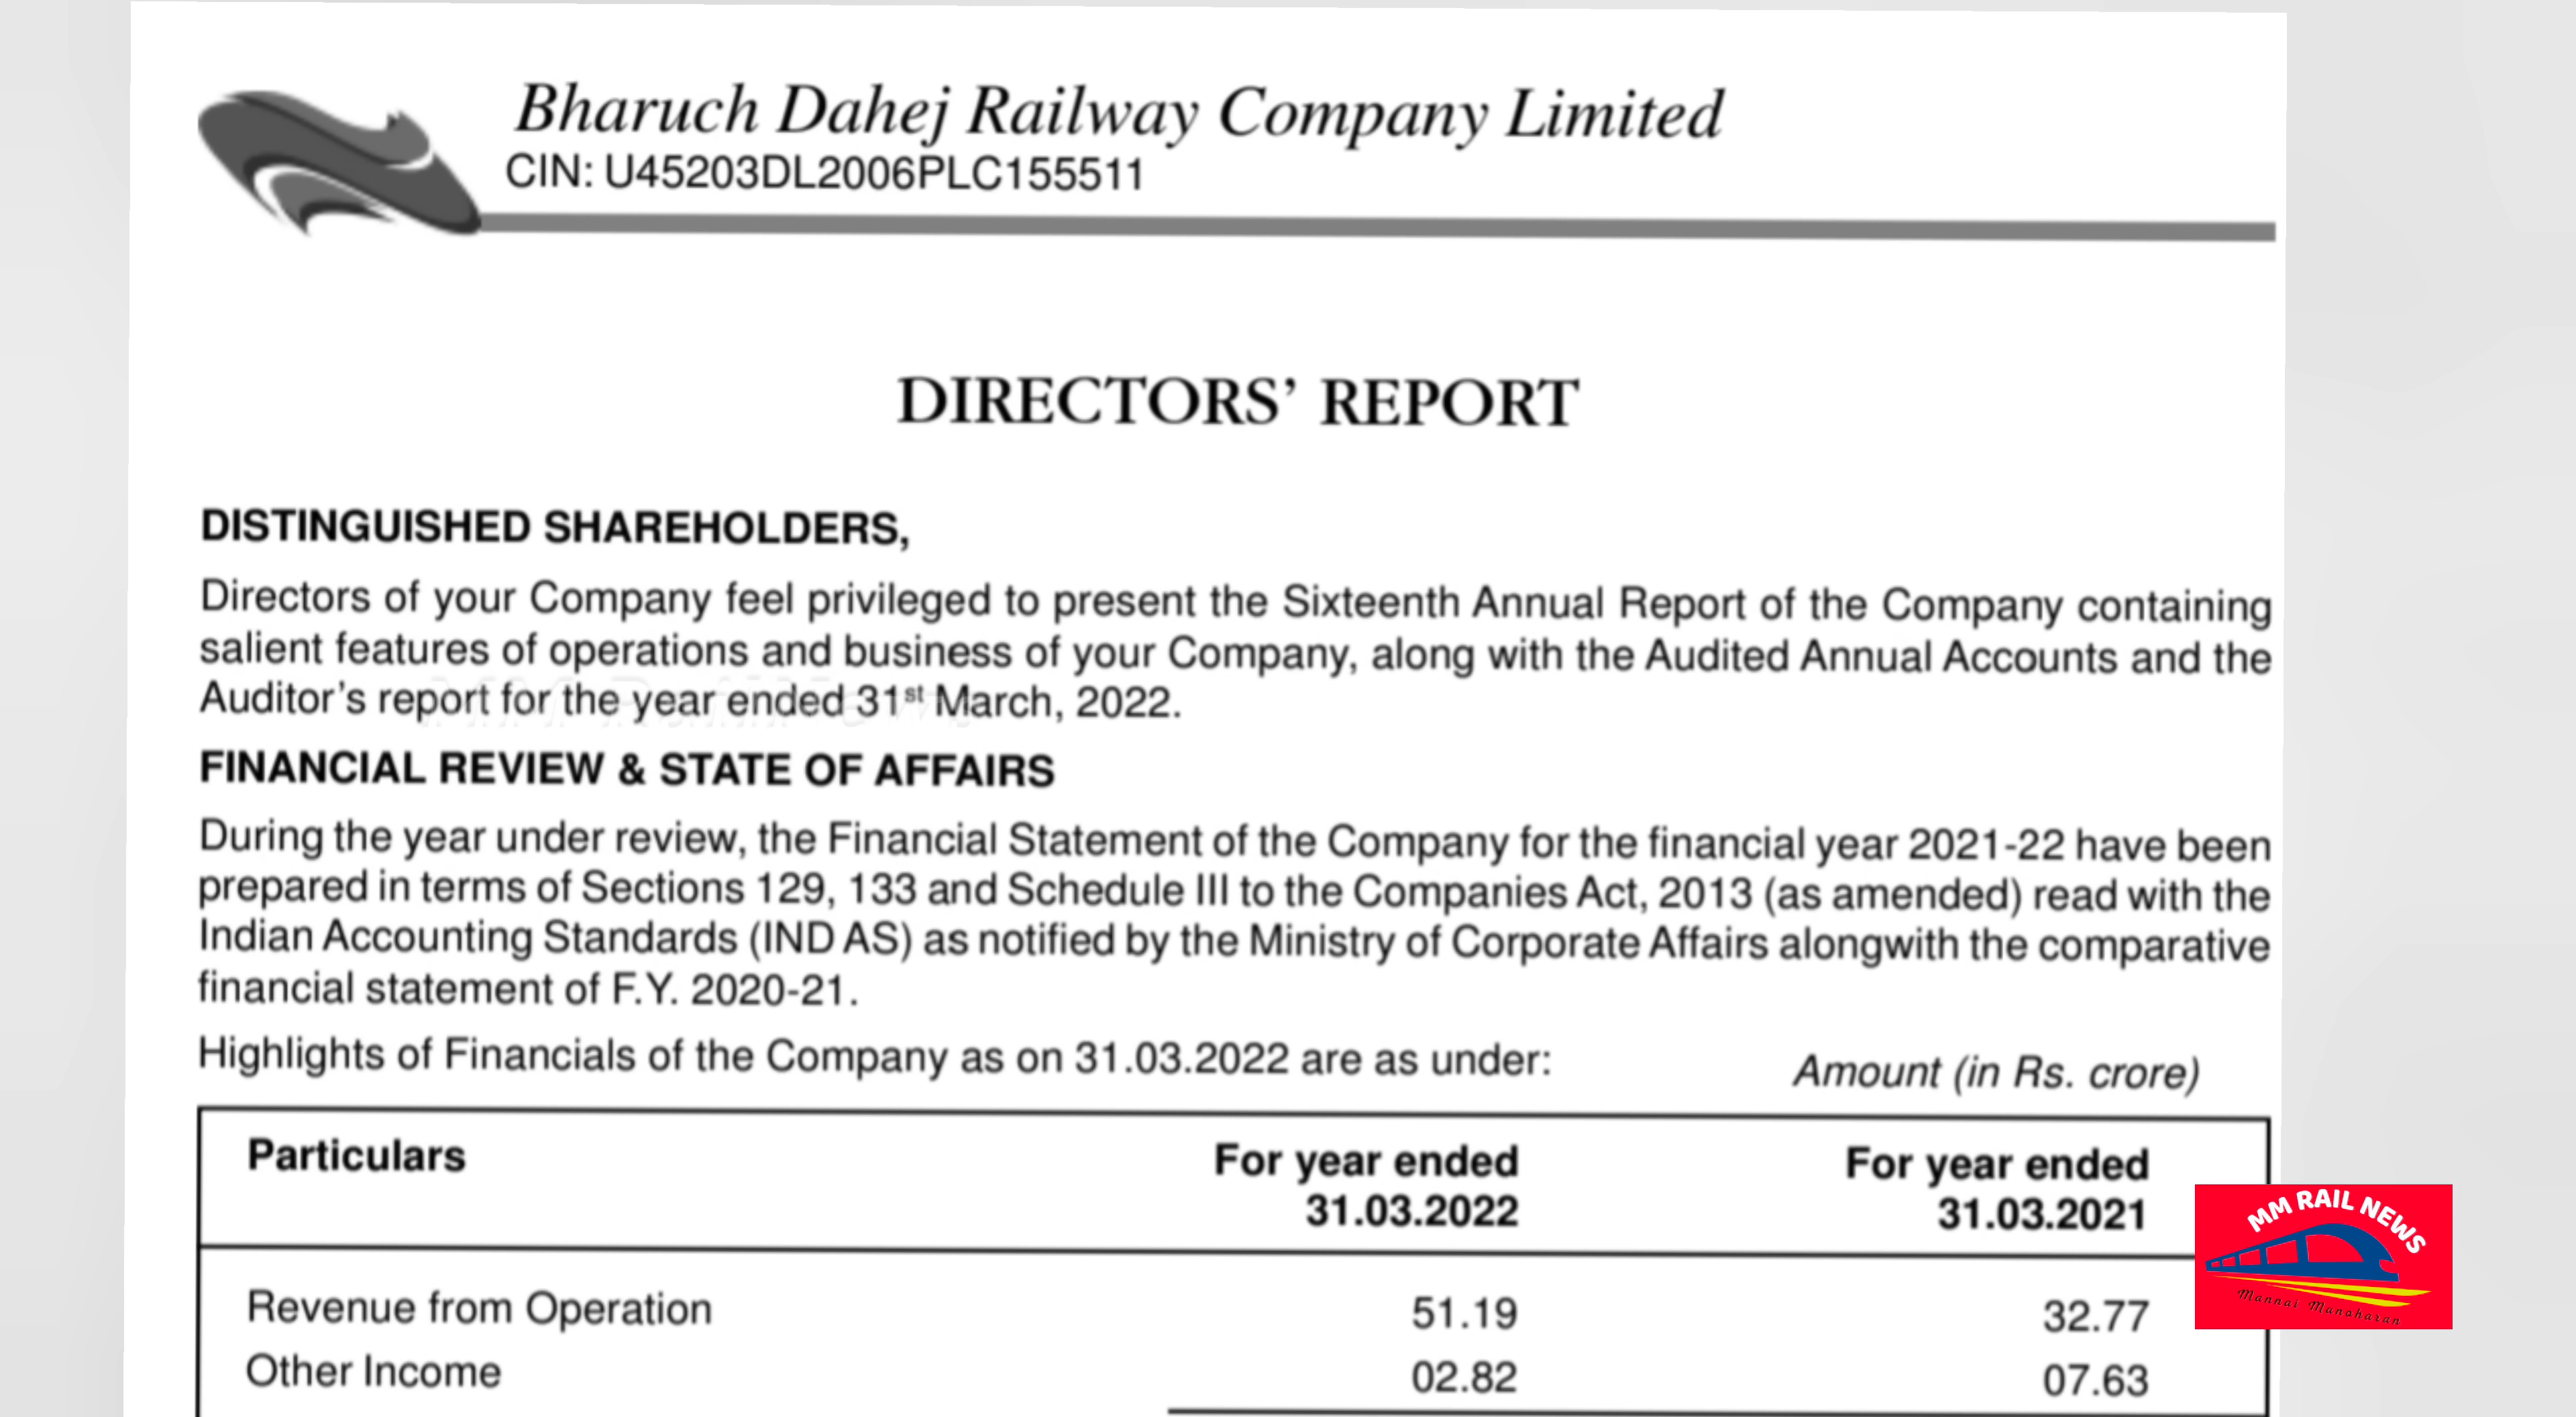 Bharuch Dahej Railway Company Limited
CIN: U45203DL2006PLC155511
DIRECTORS' REPORT
DISTINGUISHED SHAREHOLDERS,
Directors of your Company feel privileged to present the Sixteenth Annual Report of the Company containing
salient features of operations and business of your Company, along with the Audited Annual Accounts and the
Auditor's report for the year ended 31st March, 2022.
MM Rail News
FINANCIAL REVIEW & STATE OF AFFAIRS
During the year under review, the Financial Statement of the Company for the financial year 2021-22 have been
prepared in terms of Sections 129, 133 and Schedule III to the Companies Act, 2013 (as amended) read with the
Indian Accounting Standards (IND AS) as notified by the Ministry of Corporate Affairs alongwith the comparative
financial statement of F.Y. 2020-21.
Highlights of Financials of the Company as on 31.03.2022 are as under: Amount (in Rs. crore)
Particulars For year ended For year ended
31.03.2022 31.03.2021
Revenue from Operation 51.19 32.77
Other Income 02.82 07.63
MM RAIL NEWS
Mannai Manaharan